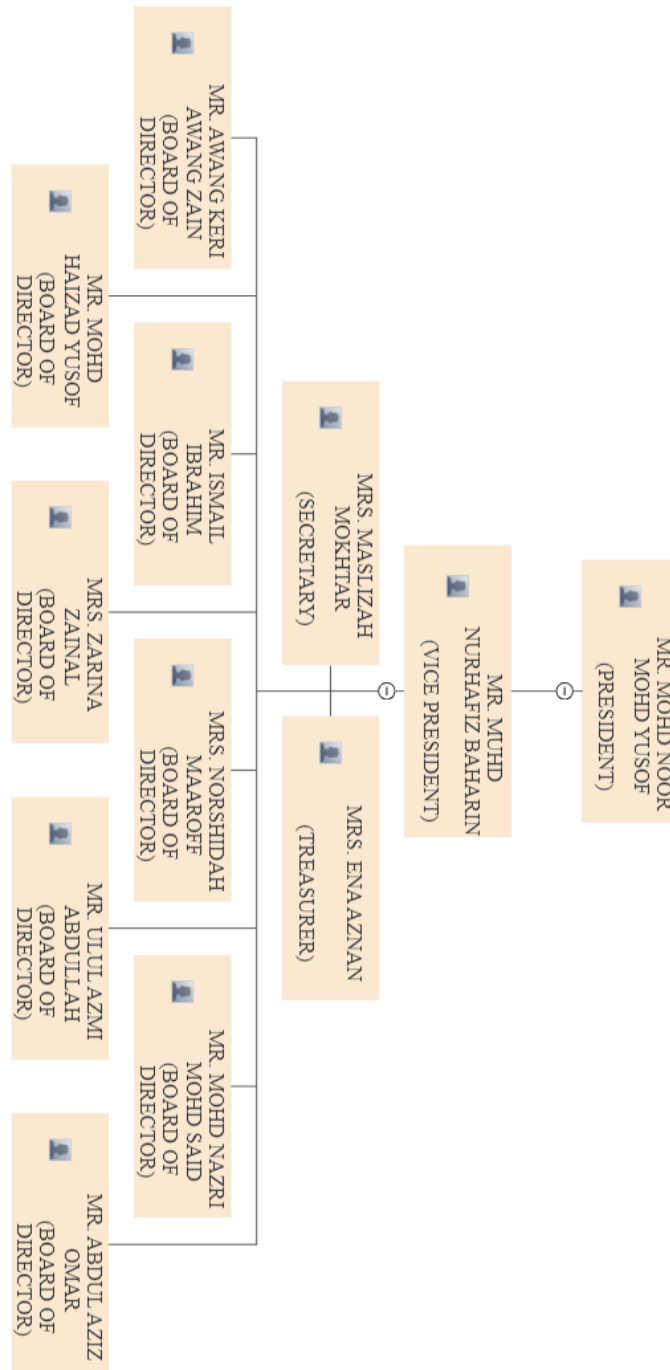 MR. MOHD NOOR
MOHD YUSOF
(PRESIDENT)
MR. MUHD
NURHAFIZ BAHARIN
(VICE PRESIDENT)
MRS. MASLIZAH
MOKHTAR
(SECRETARY)
MRS. ENA AZNAN
(TREASURER)
MR. AWANG KERI
AWANG ZAIN
(BOARD OF
DIRECTOR)
MR. ISMAIL
IBRAHIM
(BOARD OF
DIRECTOR)
MRS. NORSHIDAH
MAAROFF
(BOARD OF
DIRECTOR)
MR. MOHD NAZRI
MOHD SAID
(BOARD OF
DIRECTOR)
MR. MOHD
HAIZAD YUSOF
(BOARD OF
DIRECTOR)
MRS. ZARINA
ZAINAL
(BOARD OF
DIRECTOR)
MR. ULUL AZMI
ABDULLAH
(BOARD OF
DIRECTOR)
MR. ABDUL AZIZ
OMAR
(BOARD OF
DIRECTOR)